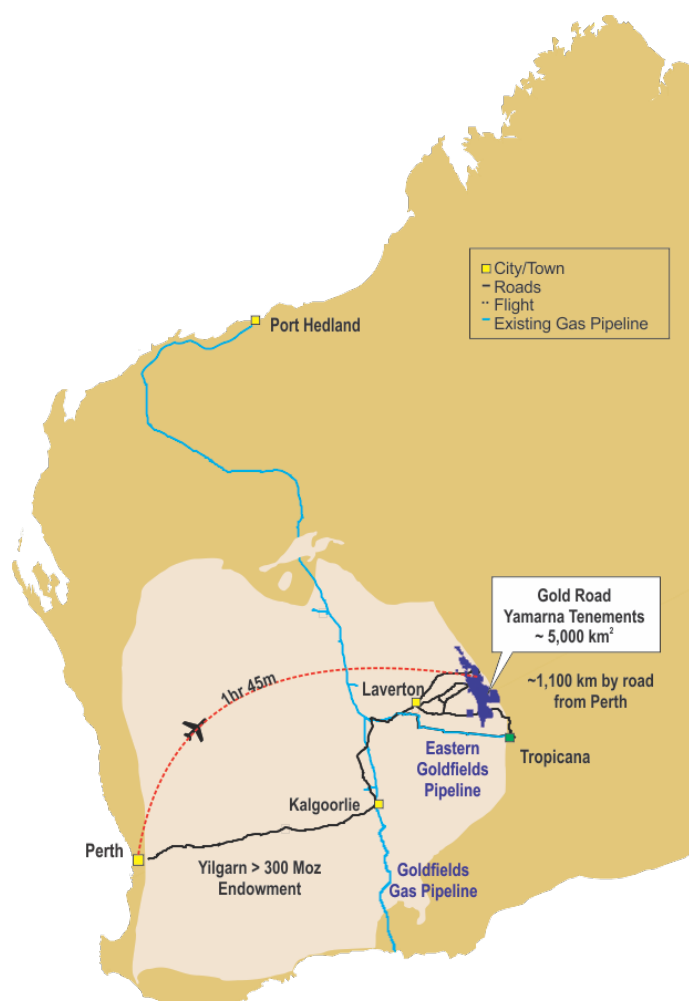 City/Town
Roads
Flight
Existing Gas Pipeline
Port Hedland
Gold Road
Yamarna Tenements
~ 5,000 km²
1hr 45m
Laverton
~1,100 km by road
from Perth
Eastern
Goldfields
Pipeline
Tropicana
Kalgoorlie
Perth
Yilgarn > 300 Moz
Endowment
Goldfields
Gas Pipeline